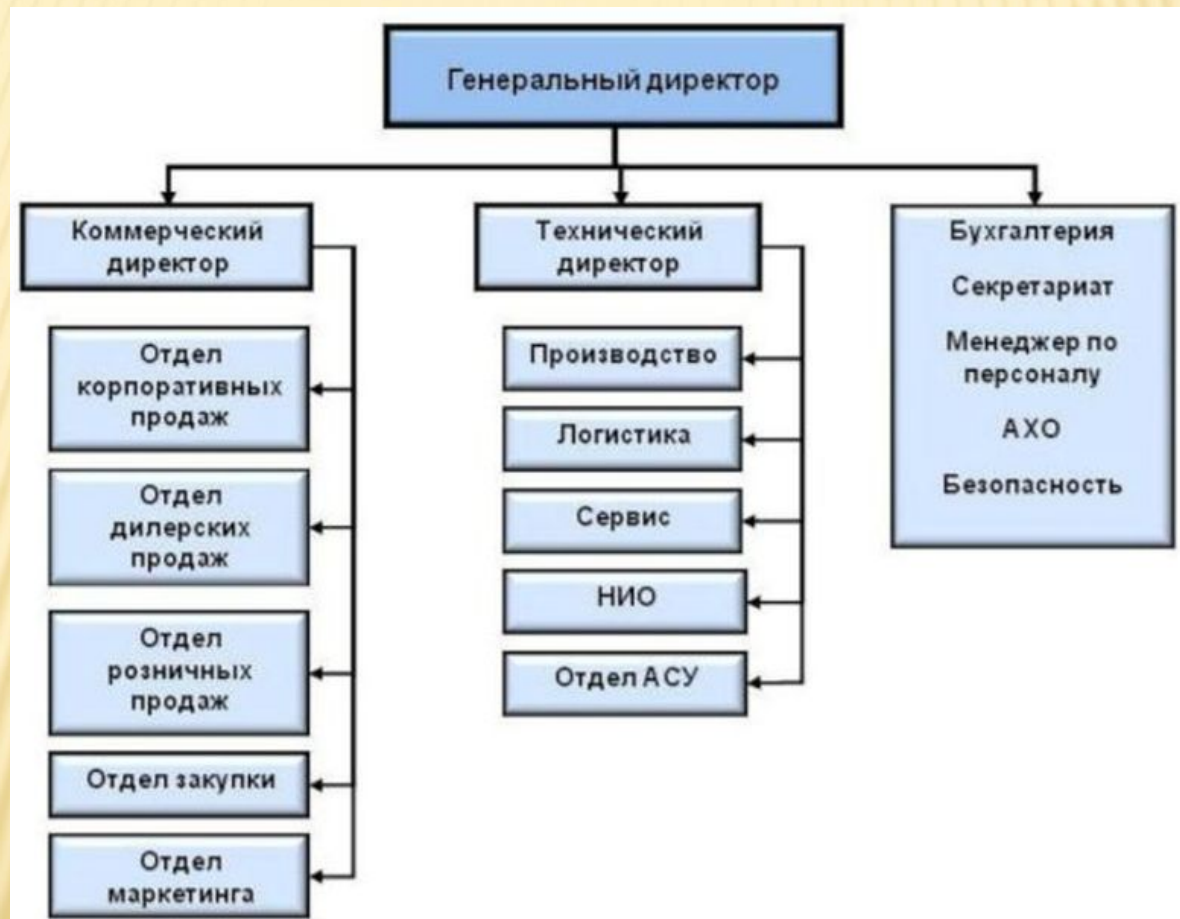 Генеральный директор
Коммерческий
директор
Отдел
корпоративных
продаж
Отдел
дилерских
продаж
Отдел
розничных
продаж
Отдел закупки
Отдел
маркетинга
Технический
директор
Производство
Логистика
Сервис
НИО
Отдел АСУ
Бухгалтерия
Секретариат
Менеджер по
персоналу
АХО
Безопасность